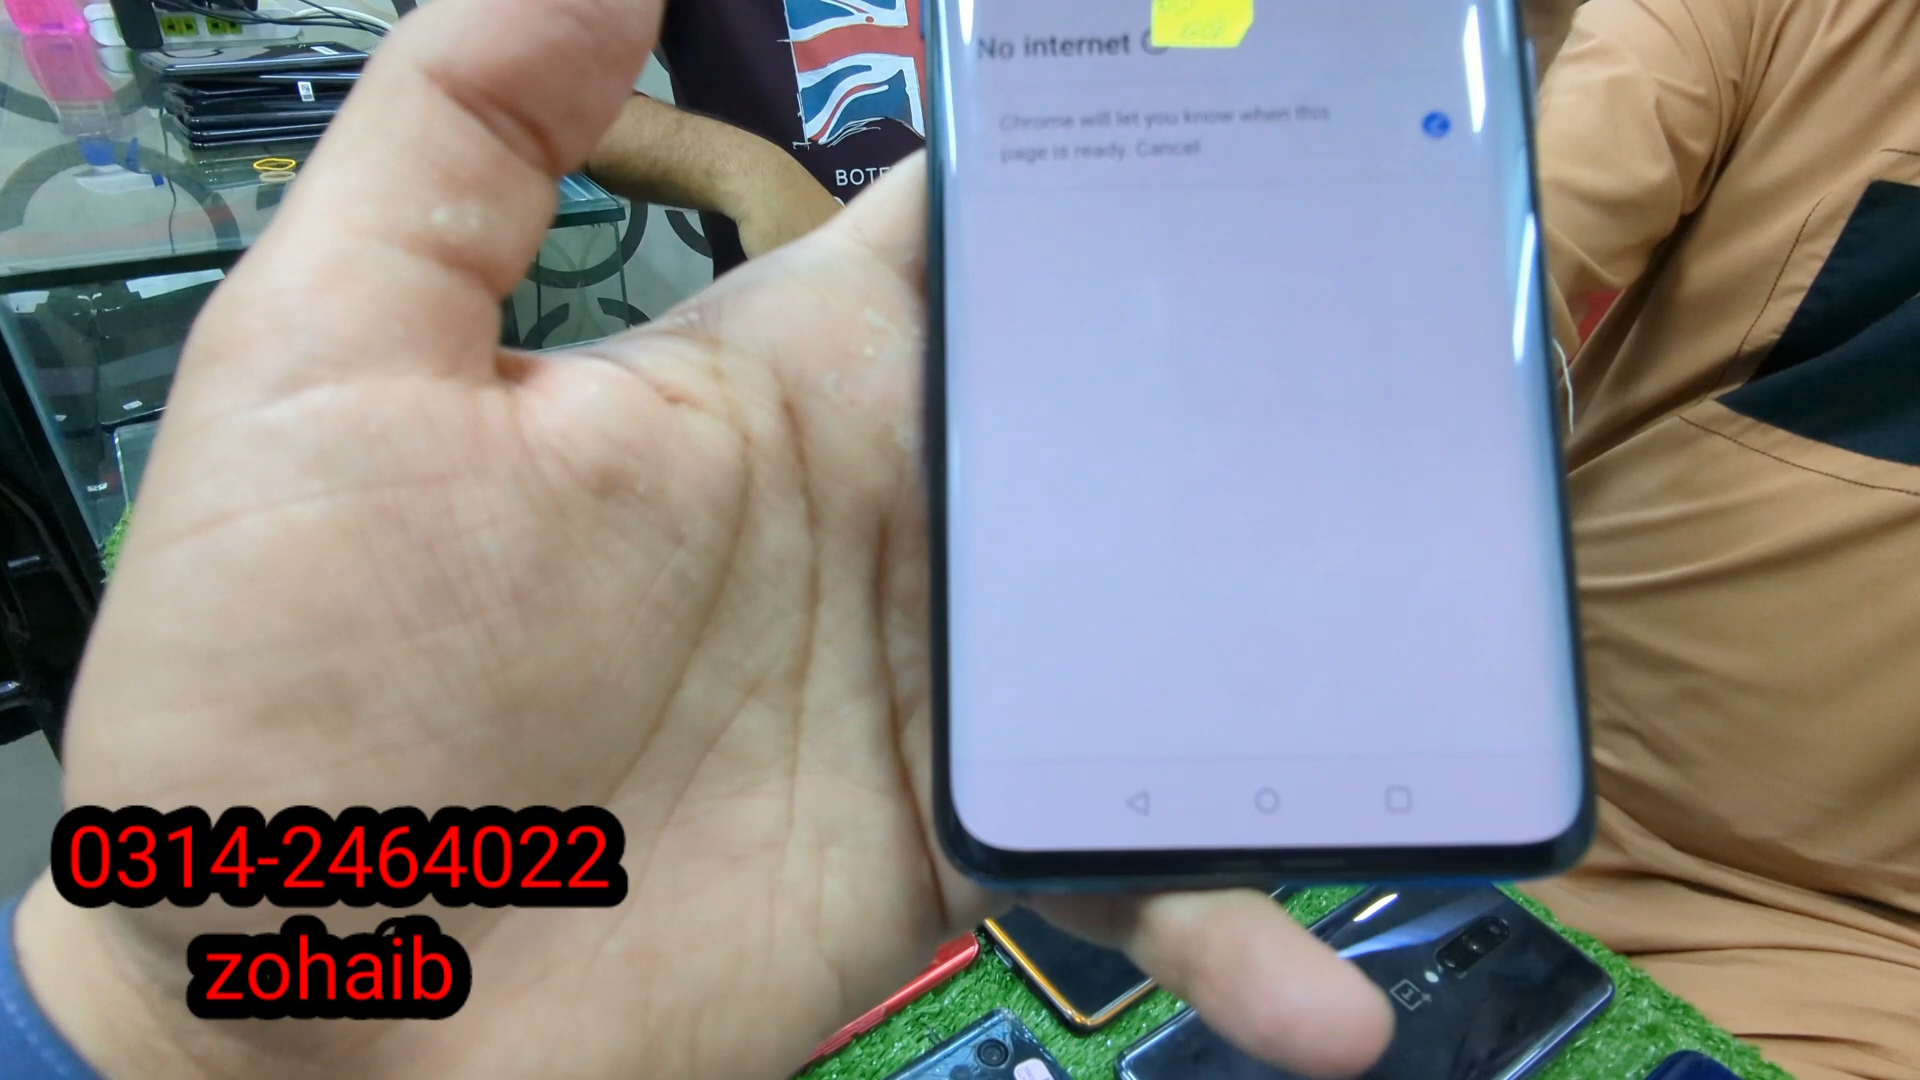 No internet
Chrome will let you know when this
page is ready. Cancel
BOTE
0314-2464022
zohaib